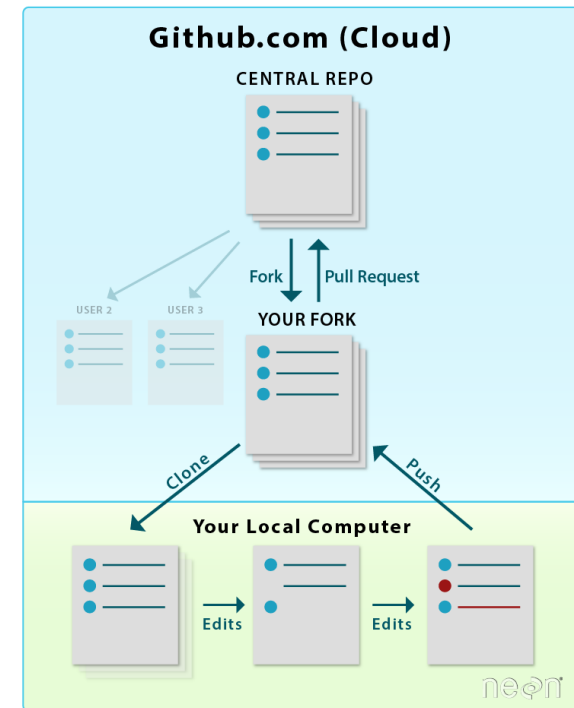 Github.com (Cloud)
CENTRAL REPO
Fork
Pull Request
USER 2
USER 3
YOUR FORK
Clone
Push
Your Local Computer
Edits
Edits
neon